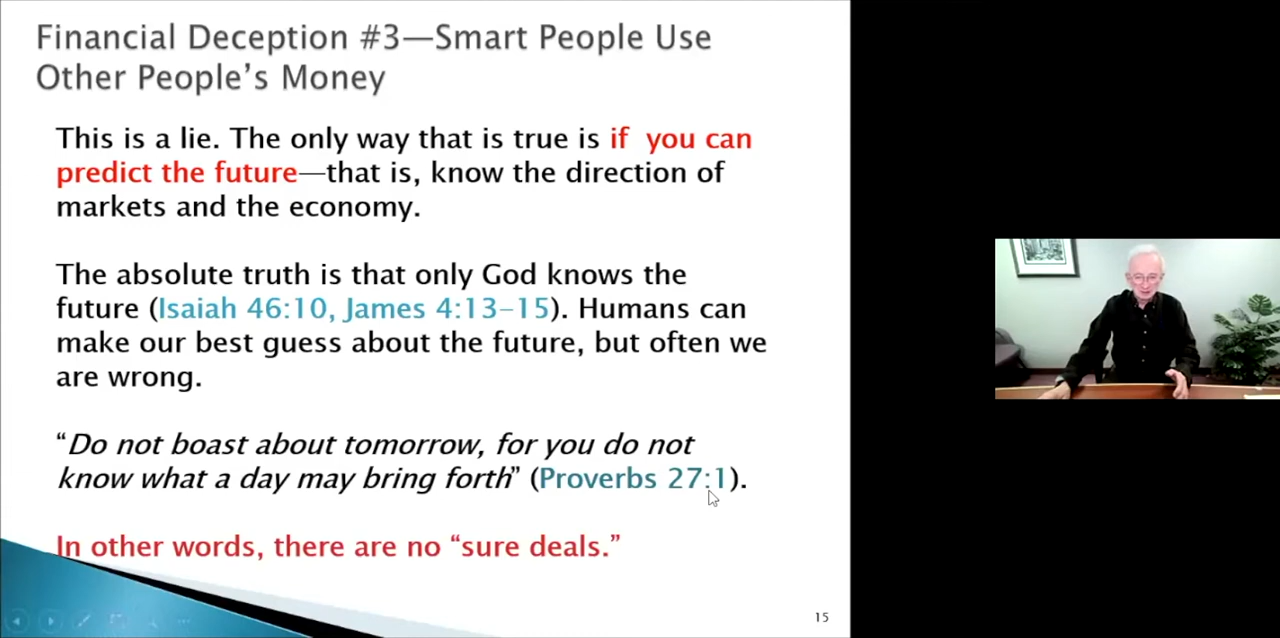 Financial Deception #3—Smart People Use
Other People’s Money
This is a lie. The only way that is true is if  you can
predict the future—that is, know the direction of
markets and the economy.
The absolute truth is that only God knows the
future (Isaiah 46:10, James 4:13–15). Humans can
make our best guess about the future, but often we
are wrong.
“Do not boast about tomorrow, for you do not
know what a day may bring forth” (Proverbs 27:1).
In other words, there are no “sure deals.”
15